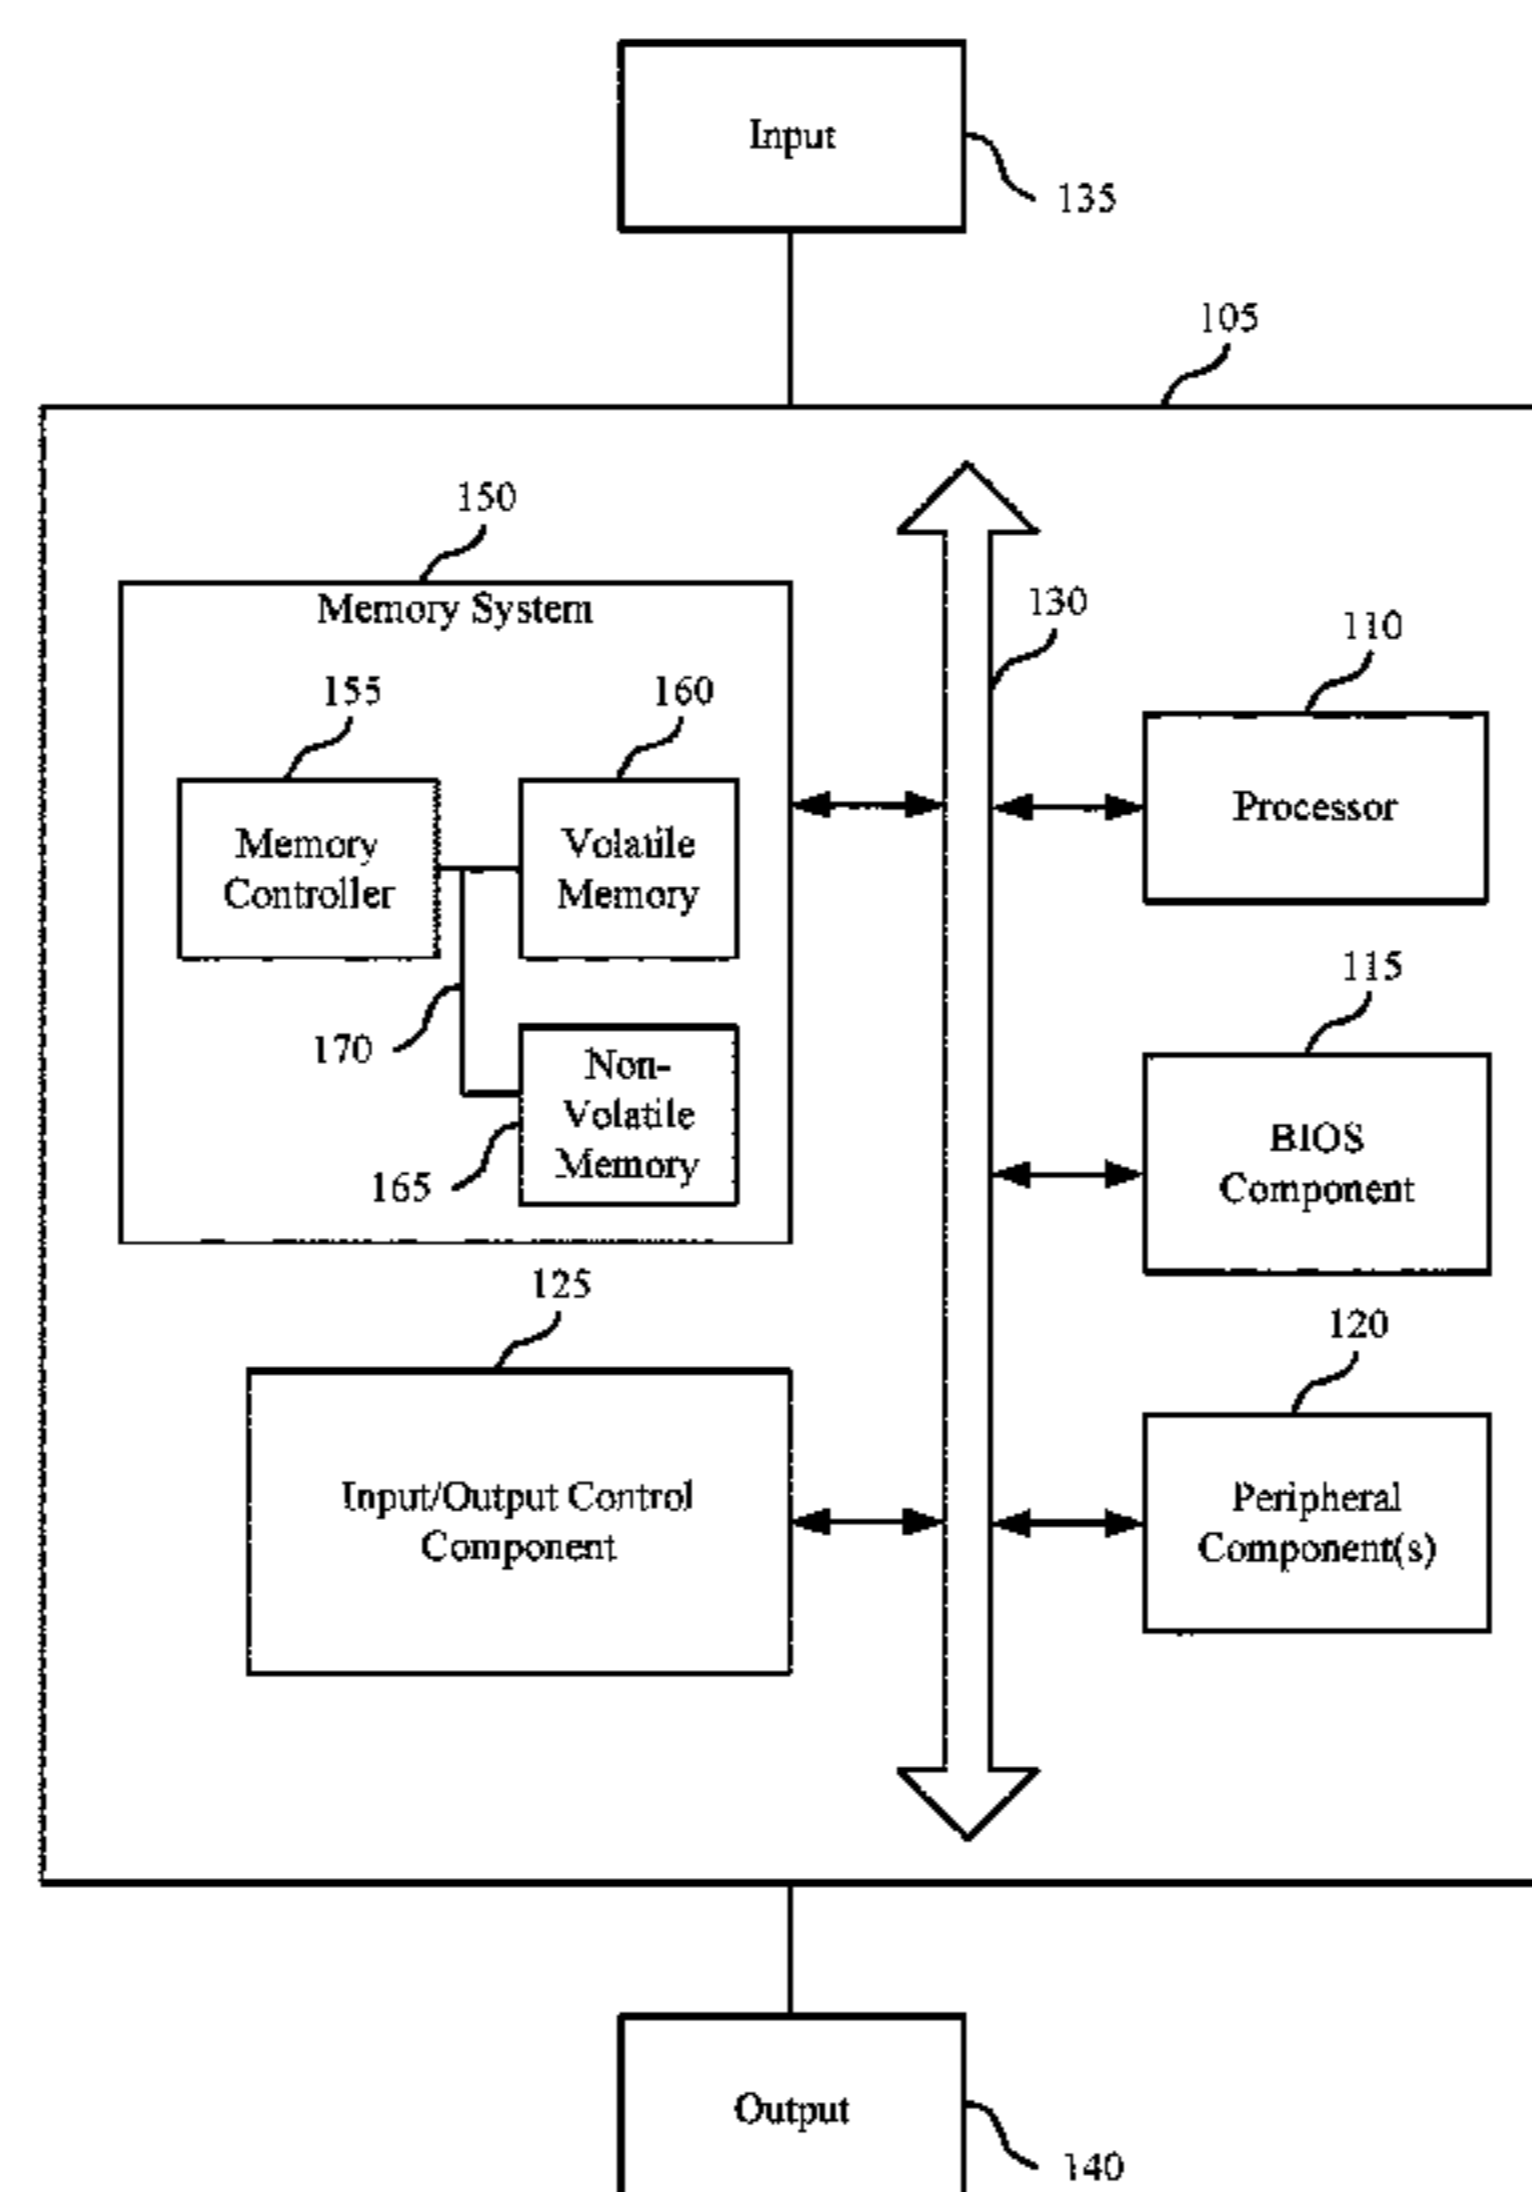 Input
135
105
150
Memory System
130
110
155
160
Memory
Controller
Volatile
Memory
Processor
115
170
Non-
Volatile
Memory
165
BIOS
Component
125
120
Input/Output Control
Component
Peripheral
Component(s)
Output
140